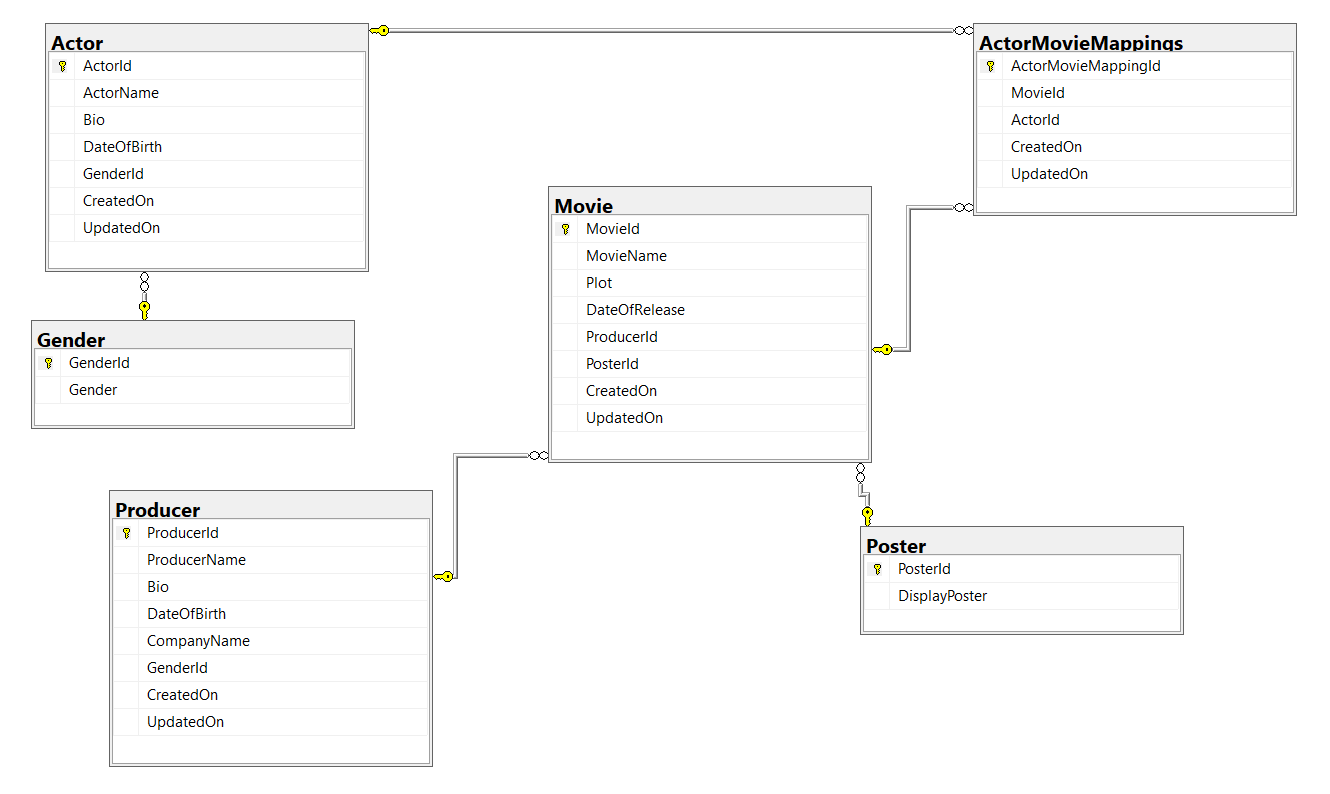 Actor
ActorId
ActorName
Bio
DateOfBirth
GenderId
CreatedOn
UpdatedOn
ActorMovieMappings
ActorMovieMappingId
MovieId
ActorId
CreatedOn
UpdatedOn
Movie
MovieId
MovieName
Plot
DateOfRelease
ProducerId
PosterId
CreatedOn
UpdatedOn
Gender
GenderId
Gender
Producer
ProducerId
ProducerName
Bio
DateOfBirth
CompanyName
GenderId
CreatedOn
UpdatedOn
Poster
PosterId
DisplayPoster